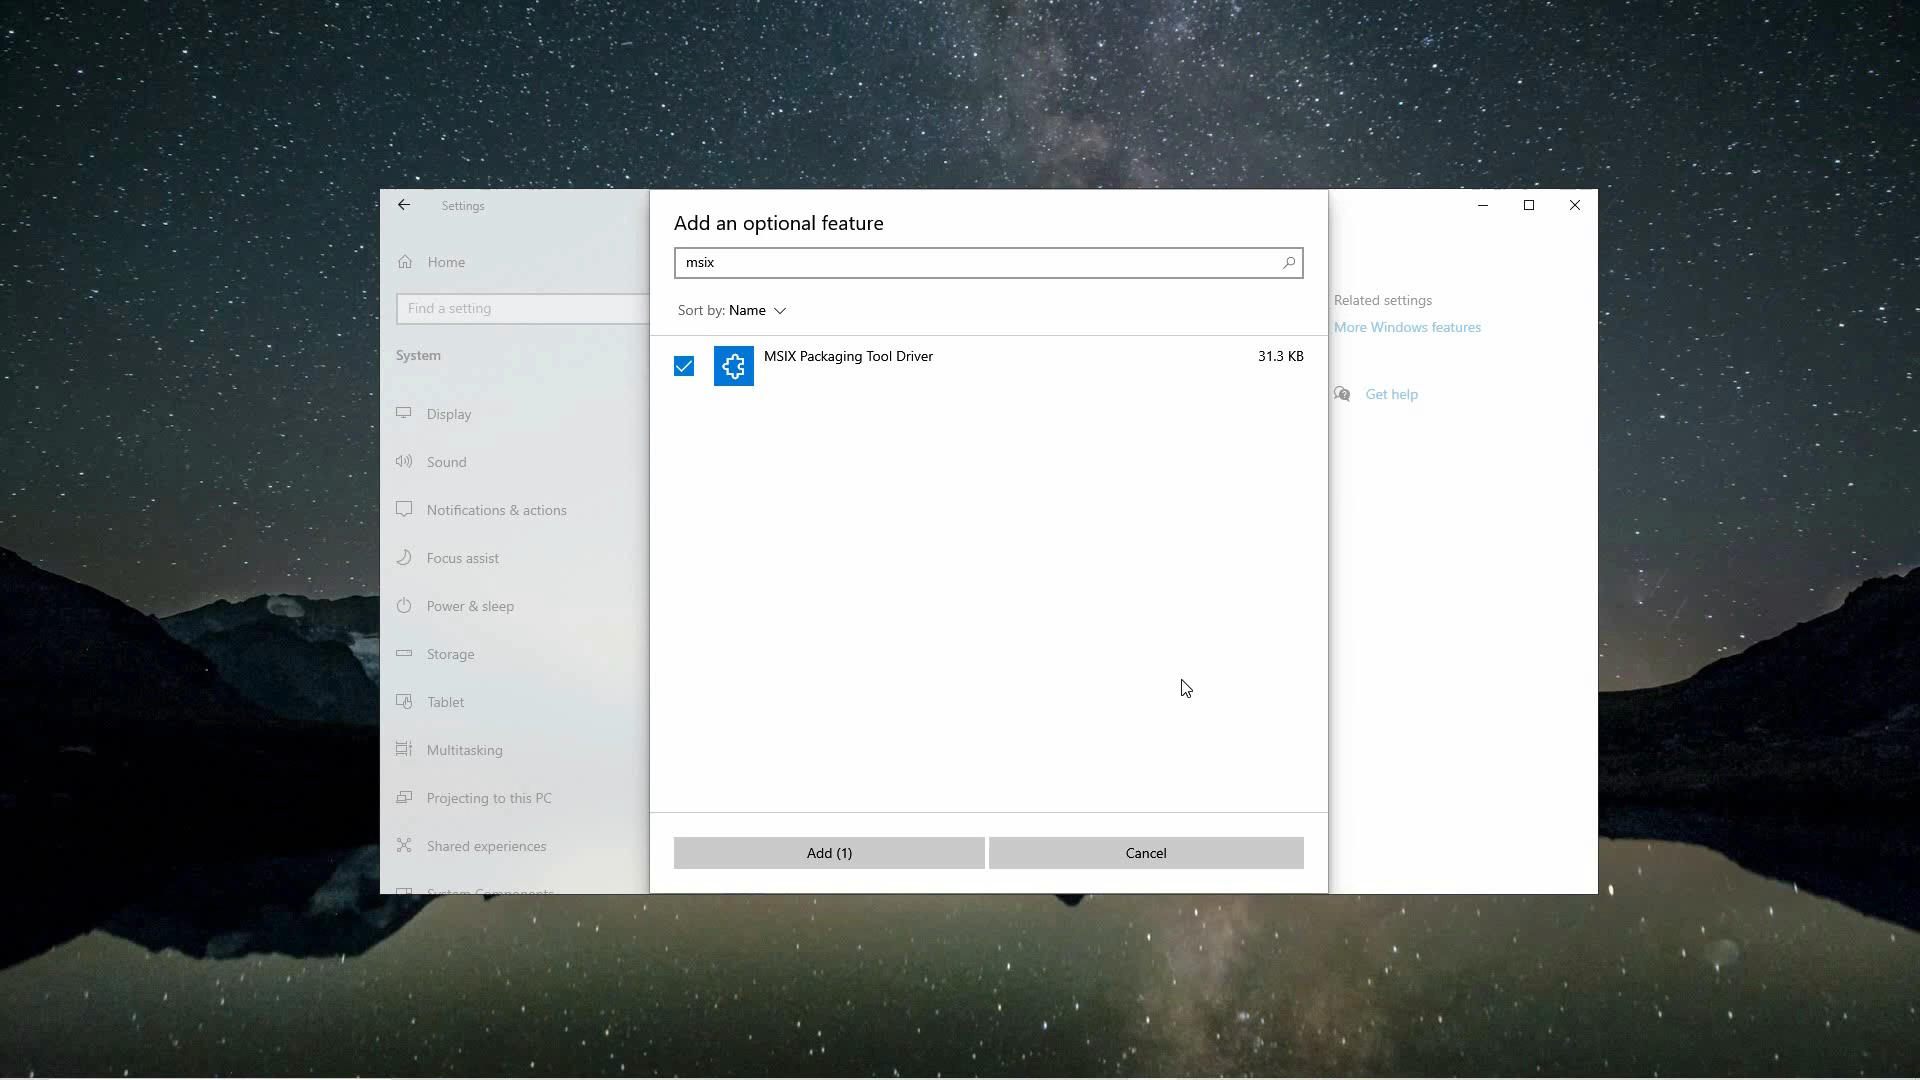 Settings
Home
Find a setting
System
Display
Sound
Notifications & actions
Focus assist
Power & sleep
Storage
Tablet
Multitasking
Projecting to this PC
Shared experiences
System Components
Add an optional feature
msix
Sort by: Name
MSIX Packaging Tool Driver
31.3 KB
Add (1)
Cancel
Related settings
More Windows features
Get help